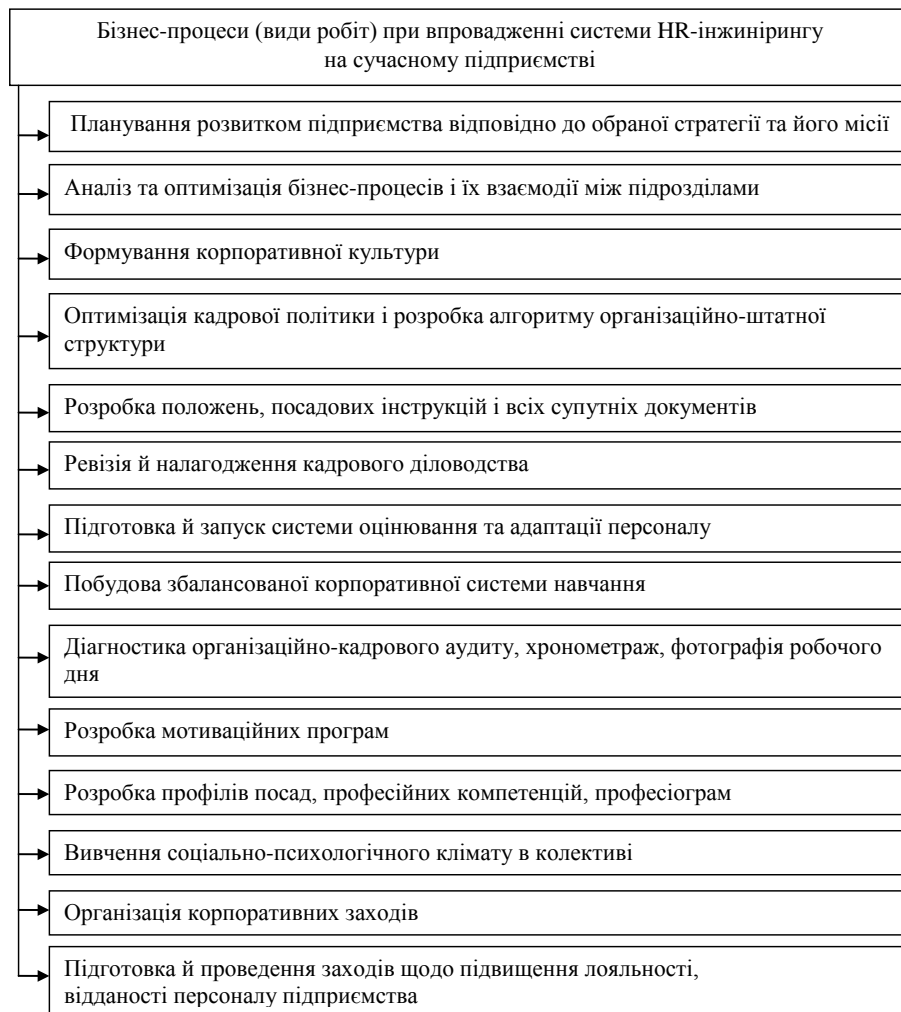 Бізнес-процеси (види робіт) при впровадженні системи HR-інжинірингу
на сучасному підприємстві
Планування розвитком підприємства відповідно до обраної стратегії та його місії
Аналіз та оптимізація бізнес-процесів і їх взаємодії між підрозділами
Формування корпоративної культури
Оптимізація кадрової політики і розробка алгоритму організаційно-штатної
структури
Розробка положень, посадових інструкцій і всіх супутніх документів
Ревізія й налагодження кадрового діловодства
Підготовка й запуск системи оцінювання та адаптації персоналу
Побудова збалансованої корпоративної системи навчання
Діагностика організаційно-кадрового аудиту, хронометраж, фотографія робочого
дня
Розробка мотиваційних програм
Розробка профілів посад, професійних компетенцій, професіограм
Вивчення соціально-психологічного клімату в колективі
Організація корпоративних заходів
Підготовка й проведення заходів щодо підвищення лояльності,
відданості персоналу підприємства